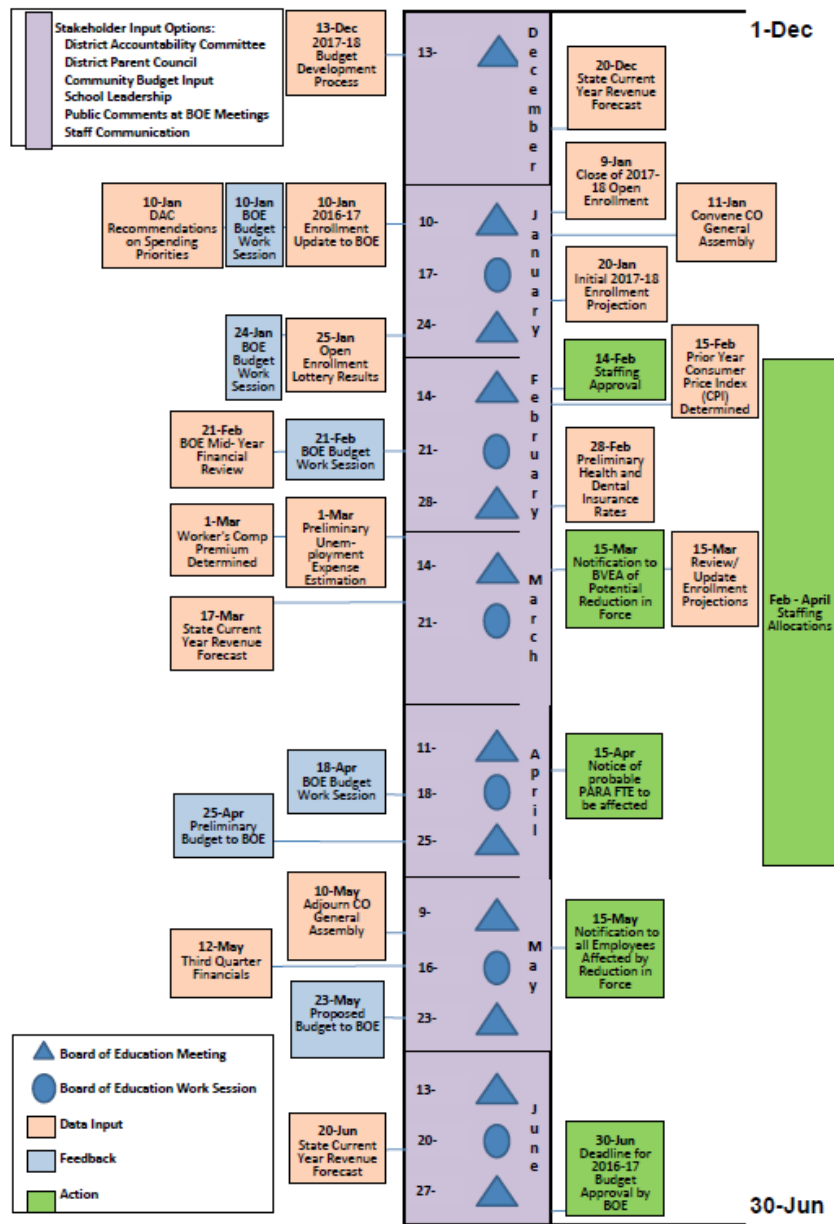 Stakeholder Input Options:
District Accountability Committee
District Parent Council
Community Budget Input
School Leadership
Public Comments at BOE Meetings
Staff Communication
13-Dec
2017-18
Budget
Development
Process
13-
December
1-Dec
20-Dec
State Current
Year Revenue
Forecast
9-Jan
Close of 2017-
18 Open
Enrollment
11-Jan
Convene CO
General
Assembly
10-Jan
DAC
Recommendations
on Spending
Priorities
10-Jan
BOE
Budget
Work
Session
10-Jan
2016-17
Enrollment
Update to BOE
10-
17-
24-
January
20-Jan
Initial 2017-18
Enrollment
Projection
24-Jan
BOE
Budget
Work
Session
25-Jan
Open
Enrollment
Lottery Results
14-Feb
Staffing
Approval
15-Feb
Prior Year
Consumer
Price Index
(CPI)
Determined
14-
21-
28-
February
21-Feb
BOE Mid- Year
Financial
Review
21-Feb
BOE Budget
Work Session
28-Feb
Preliminary
Health and
Dental
Insurance
Rates
1-Mar
Worker's Comp
Premium
Determined
1-Mar
Preliminary
Unem-
ployment
Expense
Estimation
14-
21-
March
15-Mar
Notification to
BVEA of
Potential
Reduction in
Force
15-Mar
Review/
Update
Enrollment
Projections
Feb - April
Staffing
Allocations
17-Mar
State Current
Year Revenue
Forecast
11-
18-
25-
April
18-Apr
BOE Budget
Work Session
25-Apr
Preliminary
Budget to BOE
15-Apr
Notice of
probable
PARA FTE to
be affected
10-May
Adjourn CO
General
Assembly
12-May
Third Quarter
Financials
9-
16-
23-
May
15-May
Notification to
all Employees
Affected by
Reduction in
Force
23-May
Proposed
Budget to BOE
Board of Education Meeting
Board of Education Work Session
Data Input
Feedback
Action
13-
20-
27-
June
20-Jun
State Current
Year Revenue
Forecast
30-Jun
Deadline for
2016-17
Budget
Approval by
BOE
30-Jun